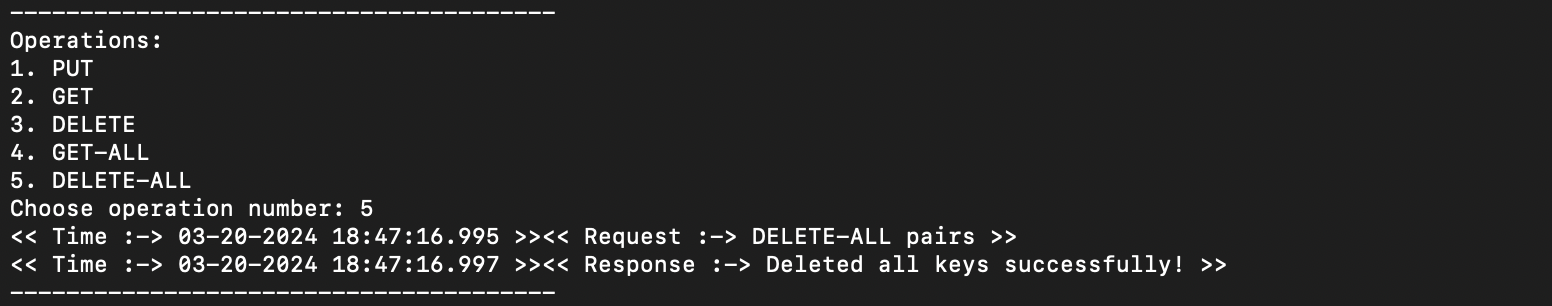 ---------------------------------------
Operations:
1. PUT
2. GET
3. DELETE
4. GET-ALL
5. DELETE-ALL
Choose operation number: 5
<< Time :-> 03-20-2024 18:47:16.995 >><< Request :-> DELETE-ALL pairs >>
<< Time :-> 03-20-2024 18:47:16.997 >><< Response :-> Deleted all keys successfully! >>
---------------------------------------